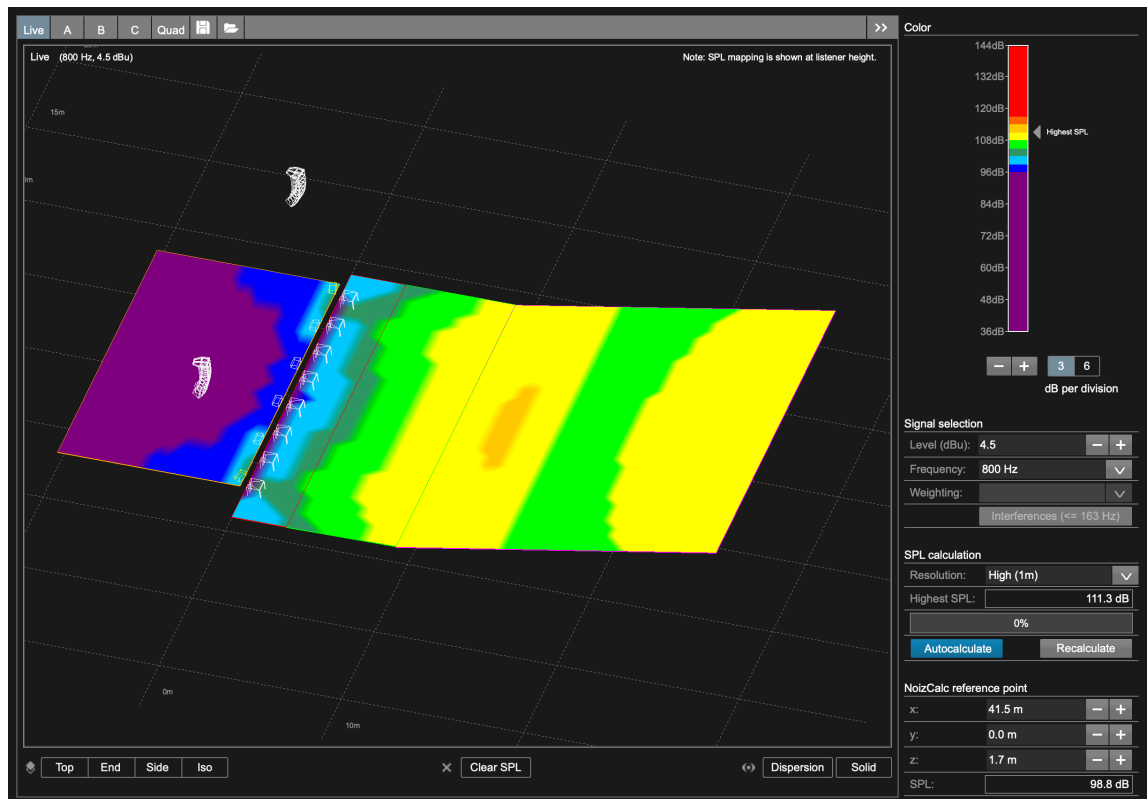 Live A B C Quad >> Color
Live (800 Hz, 4.5 dBu) Note: SPL mapping is shown at listener height.
144dB
132dB
120dB
Highest SPL
108dB
96dB
84dB
72dB
60dB
48dB
36dB
15m
0m
10m
− + 3 6
dB per division
Signal selection
Level (dBu): 4.5 − +
Frequency: 800 Hz
Weighting:
Interferences (<= 163 Hz)
SPL calculation
Resolution: High (1m)
Highest SPL: 111.3 dB
0%
Autocalculate Recalculate
NoizCalc reference point
x: 41.5 m − +
y: 0.0 m − +
z: 1.7 m − +
SPL: 98.8 dB
Top End Side Iso Clear SPL Dispersion Solid